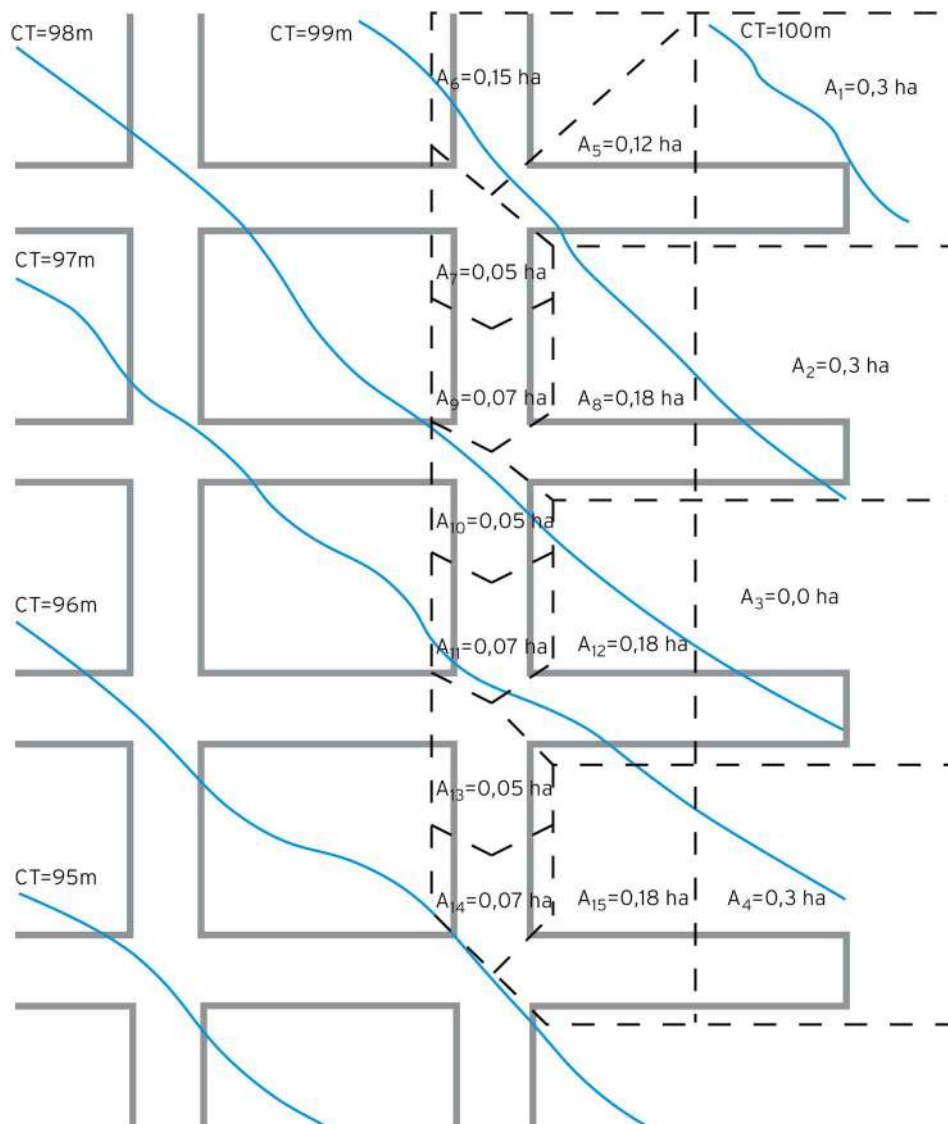 CT=98m
CT=99m
CT=100m
A6=0,15 ha
A1=0,3 ha
A5=0,12 ha
CT=97m
A7=0,05 ha
A2=0,3 ha
A9=0,07 ha
A8=0,18 ha
A10=0,05 ha
CT=96m
A3=0,0 ha
A11=0,07 ha
A12=0,18 ha
A13=0,05 ha
CT=95m
A14=0,07 ha
A15=0,18 ha
A4=0,3 ha